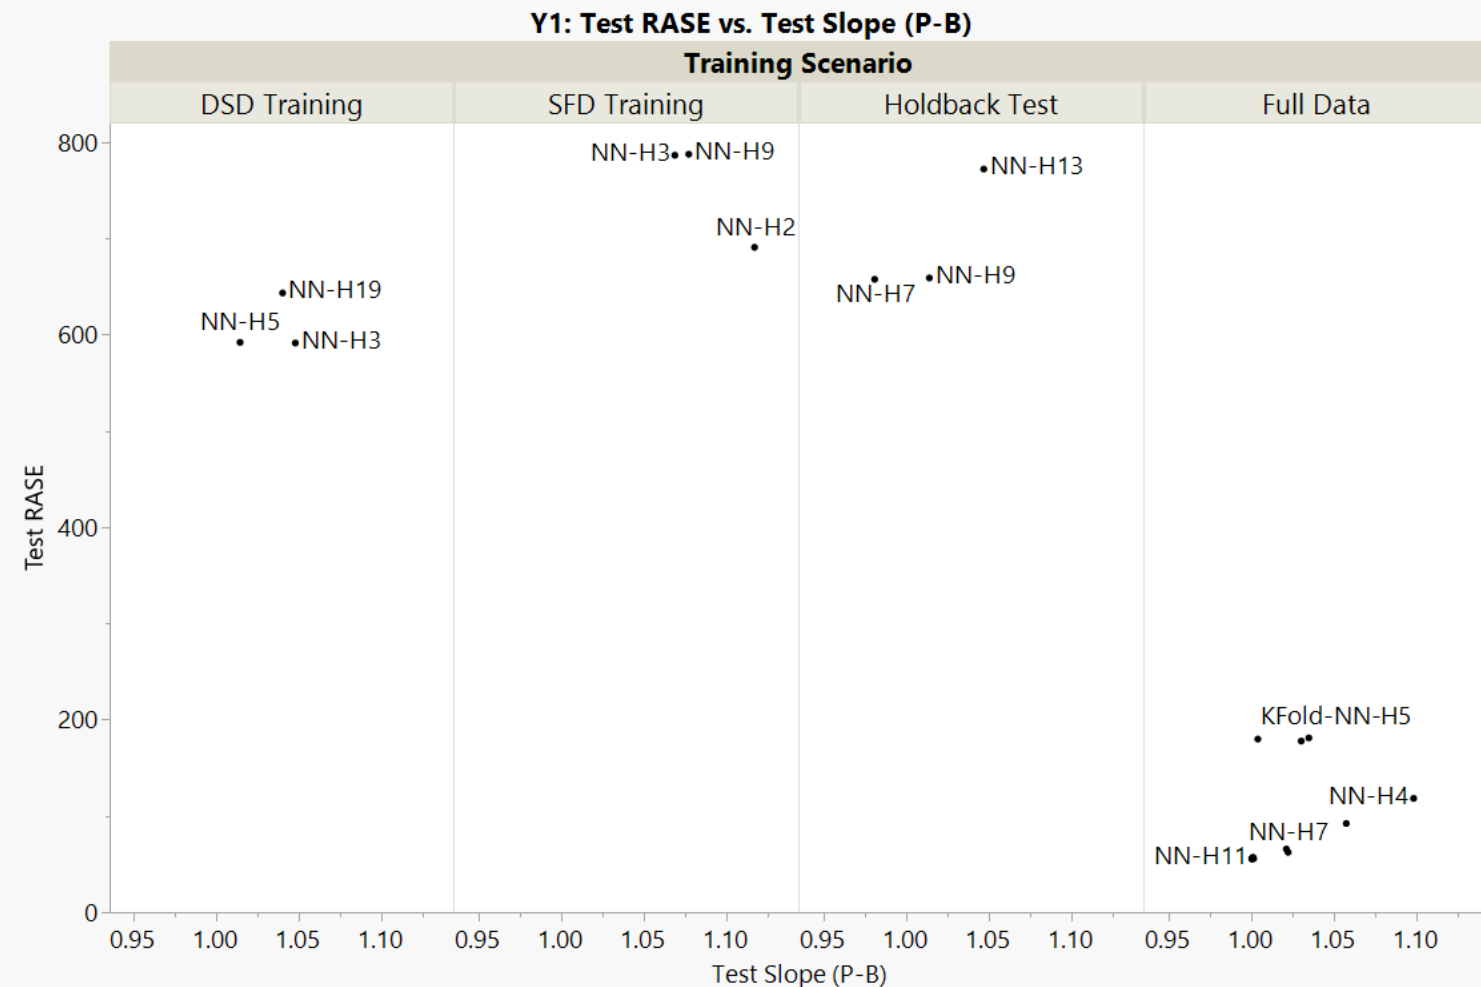 Y1: Test RASE vs. Test Slope (P-B)
Training Scenario
DSD Training SFD Training Holdback Test Full Data
800
600
400
200
0
Test RASE
NN-H19
NN-H5
NN-H3
NN-H3 NN-H9
NN-H2
NN-H13
NN-H9
NN-H7
KFold-NN-H5
NN-H4
NN-H7
NN-H11
0.95 1.00 1.05 1.10 0.95 1.00 1.05 1.10 0.95 1.00 1.05 1.10 0.95 1.00 1.05 1.10
Test Slope (P-B)